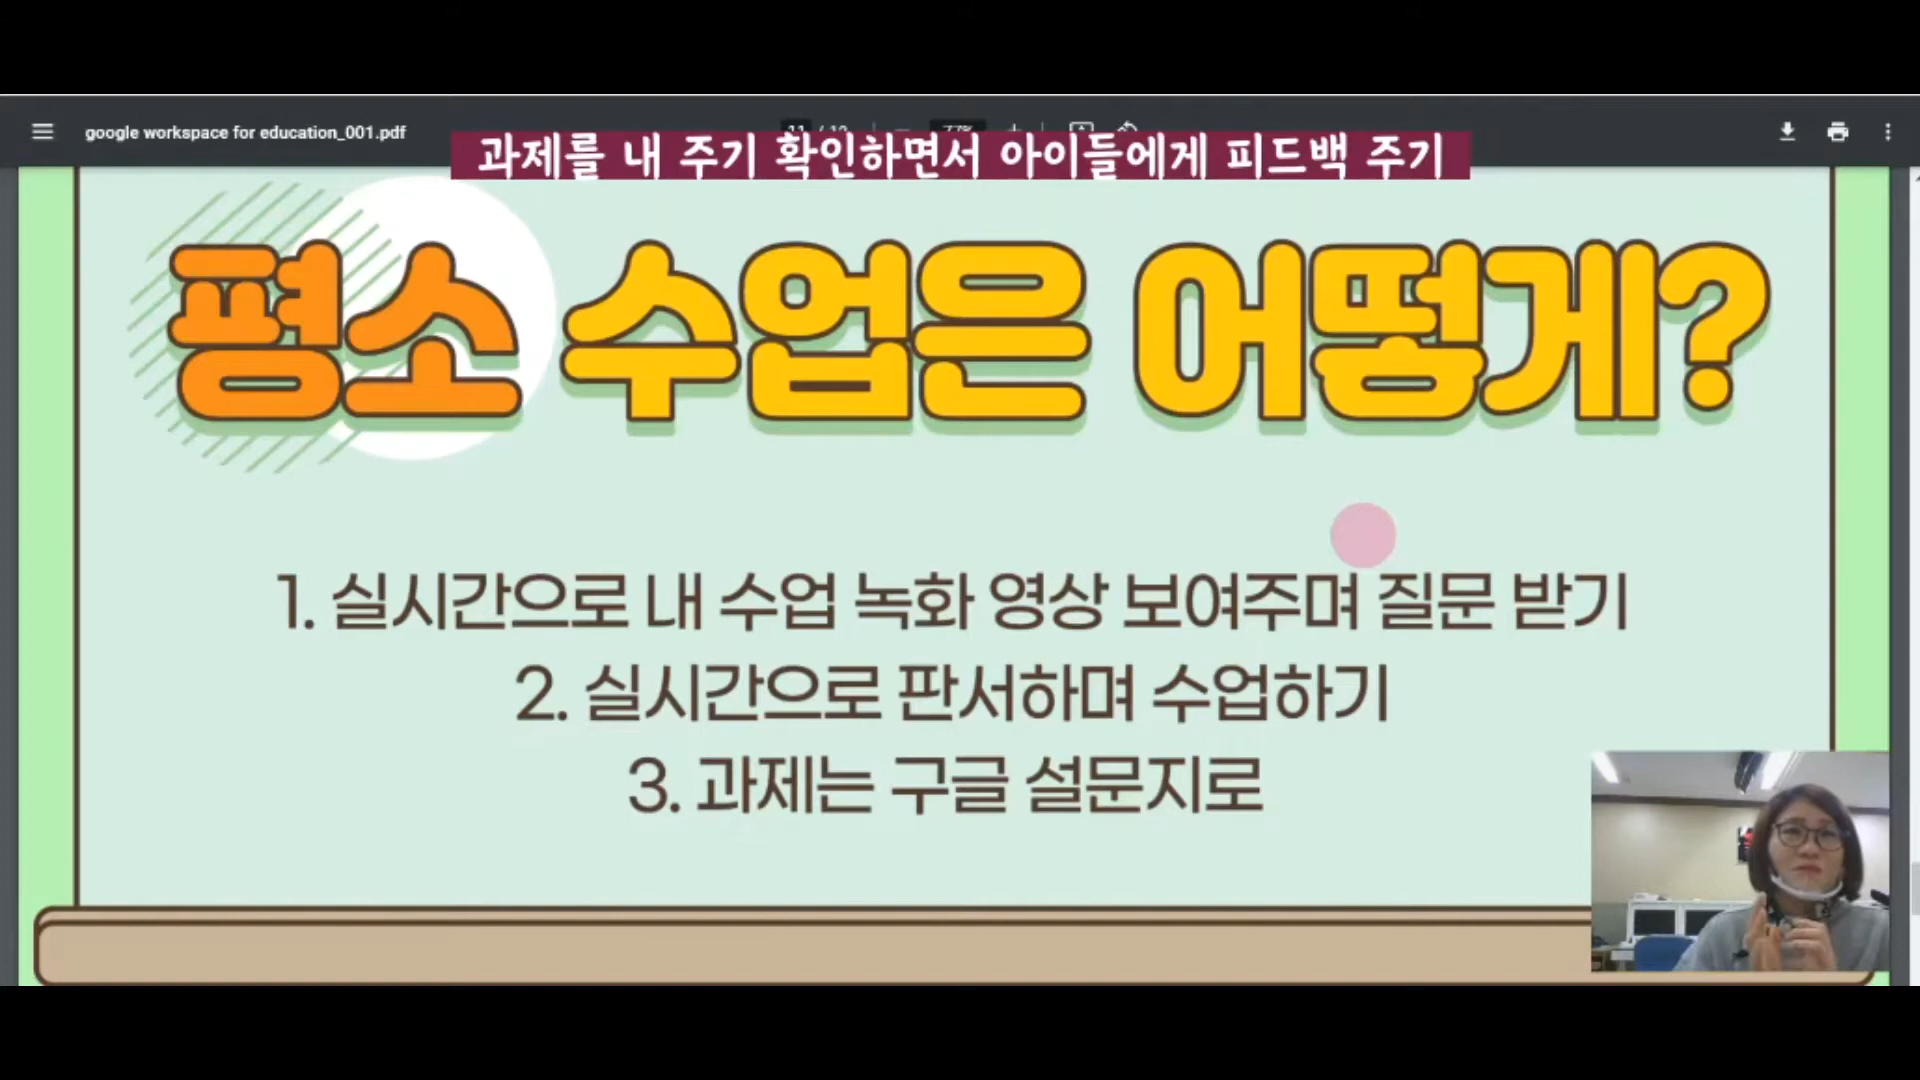 google workspace for education_001.pdf
과제를 내 주기 확인하면서 아이들에게 피드백 주기
평소 수업은 어떻게?
1. 실시간으로 내 수업 녹화 영상 보여주며 질문 받기
2. 실시간으로 판서하며 수업하기
3. 과제는 구글 설문지로